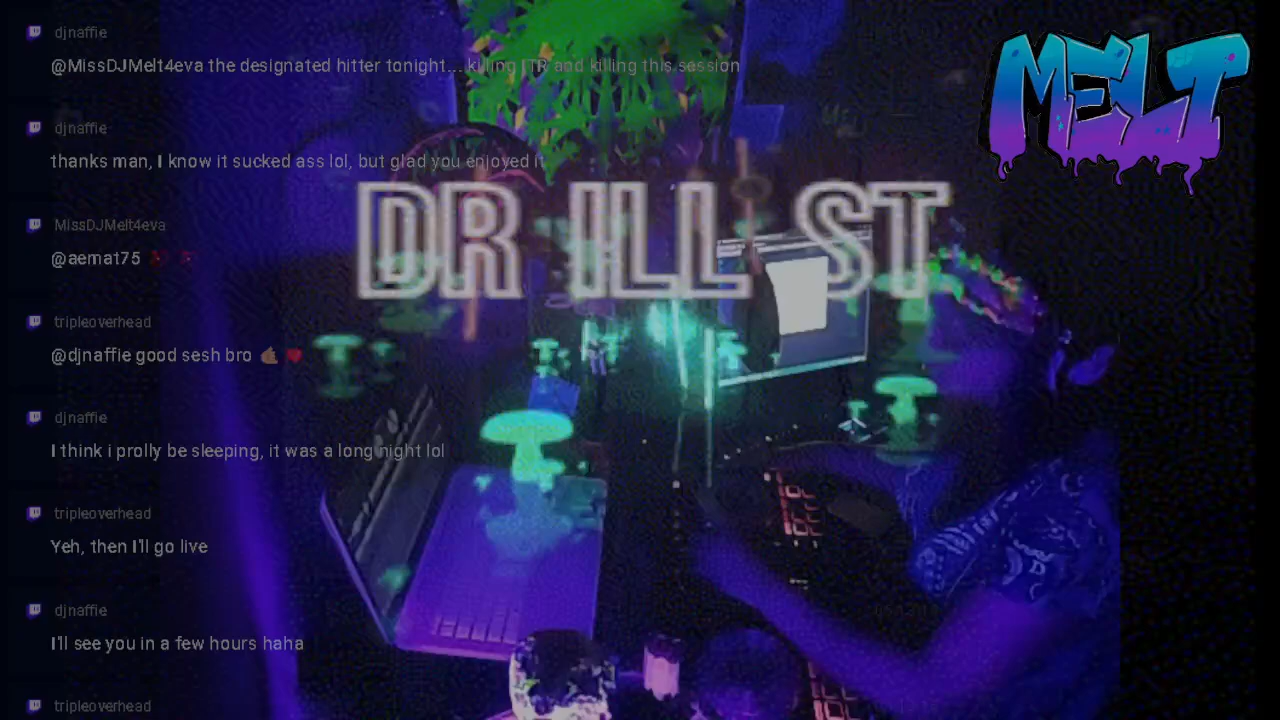 djnaffie
@MissDJMelt4eva the designated hitter tonight... killing ITR and killing this session
MELT
djnaffie
thanks man, I know it sucked ass lol, but glad you enjoyed it
DR ILL ST
MissDJMelt4eva
@aemat75
tripleoverhead
@djnaffie good sesh bro
djnaffie
I think i prolly be sleeping, it was a long night lol
tripleoverhead
Yeh, then I'll go live
djnaffie
I'll see you in a few hours haha
tripleoverhead